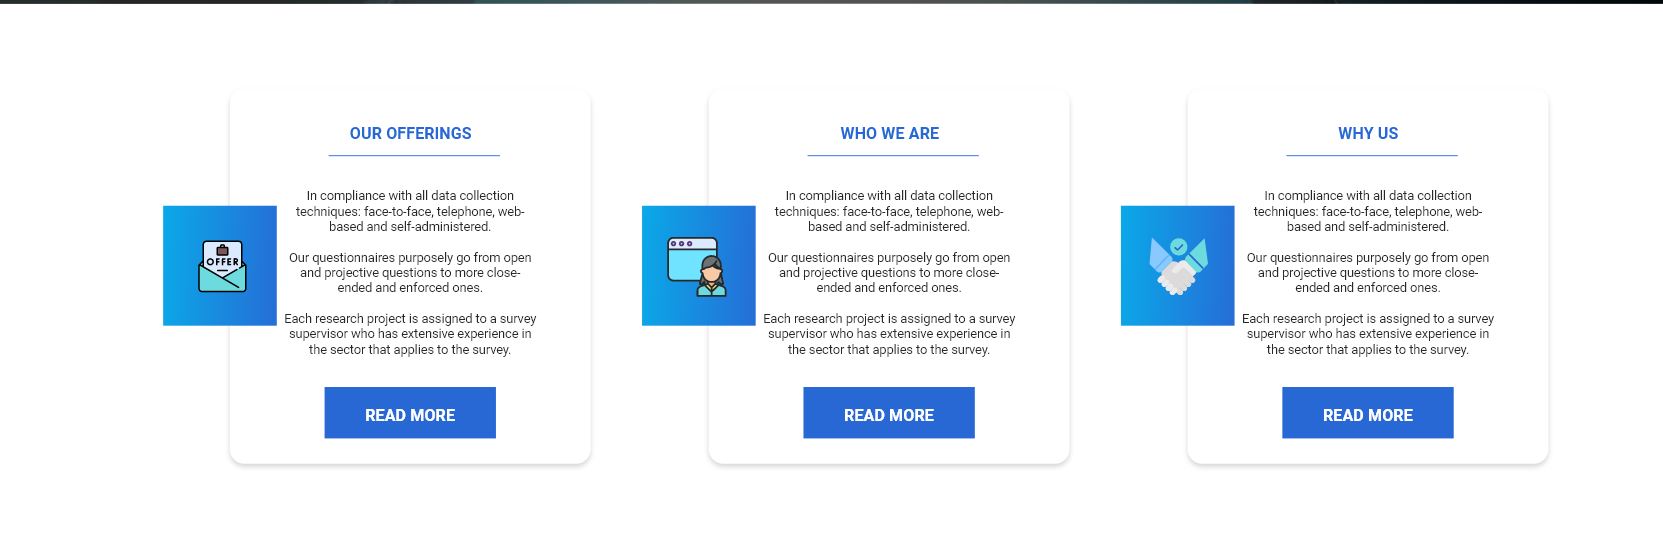 OUR OFFERINGS
In compliance with all data collection
techniques: face-to-face, telephone, web-
based and self-administered.
Our questionnaires purposely go from open
and projective questions to more close-
ended and enforced ones.
Each research project is assigned to a survey
supervisor who has extensive experience in
the sector that applies to the survey.
OFFER
READ MORE
WHO WE ARE
In compliance with all data collection
techniques: face-to-face, telephone, web-
based and self-administered.
Our questionnaires purposely go from open
and projective questions to more close-
ended and enforced ones.
Each research project is assigned to a survey
supervisor who has extensive experience in
the sector that applies to the survey.
READ MORE
WHY US
In compliance with all data collection
techniques: face-to-face, telephone, web-
based and self-administered.
Our questionnaires purposely go from open
and projective questions to more close-
ended and enforced ones.
Each research project is assigned to a survey
supervisor who has extensive experience in
the sector that applies to the survey.
READ MORE